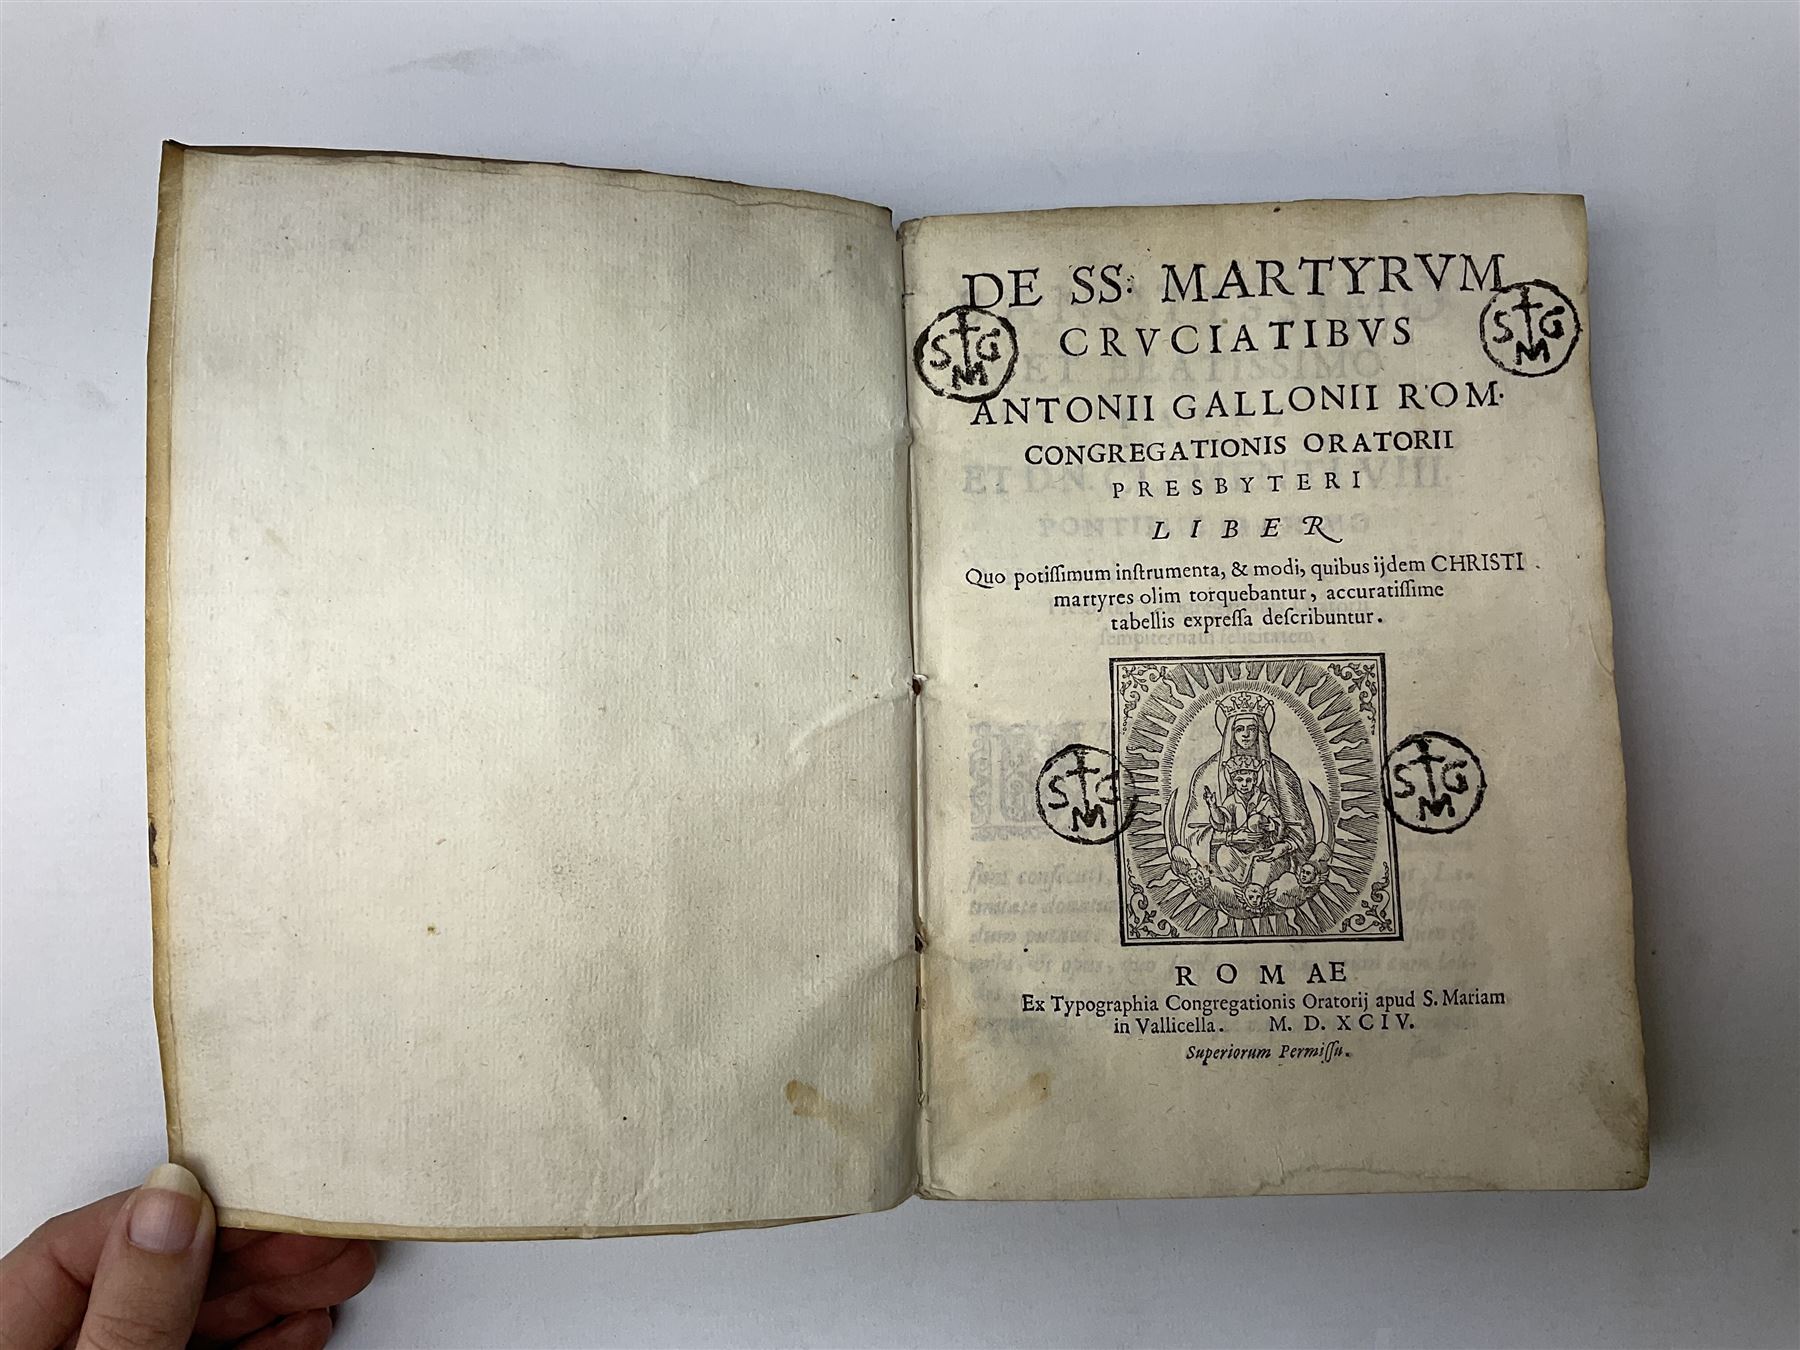 DE SS. MARTYRVM
CRVCIATIBVS
ANTONII GALLONII ROM.
CONGREGATIONIS ORATORII
PRESBYTERI
LIBER
Quo potiſſimum inſtrumenta, & modi, quibus ijdem CHRISTI
martyres olim torquebantur, accuratiſſime
tabellis expreſſa deſcribuntur.
S G M
S G M
S G M
S G M
ROMAE
Ex Typographia Congregationis Oratorij apud S. Mariam
in Vallicella. M. D. XCIV.
Superiorum Permiſſu.